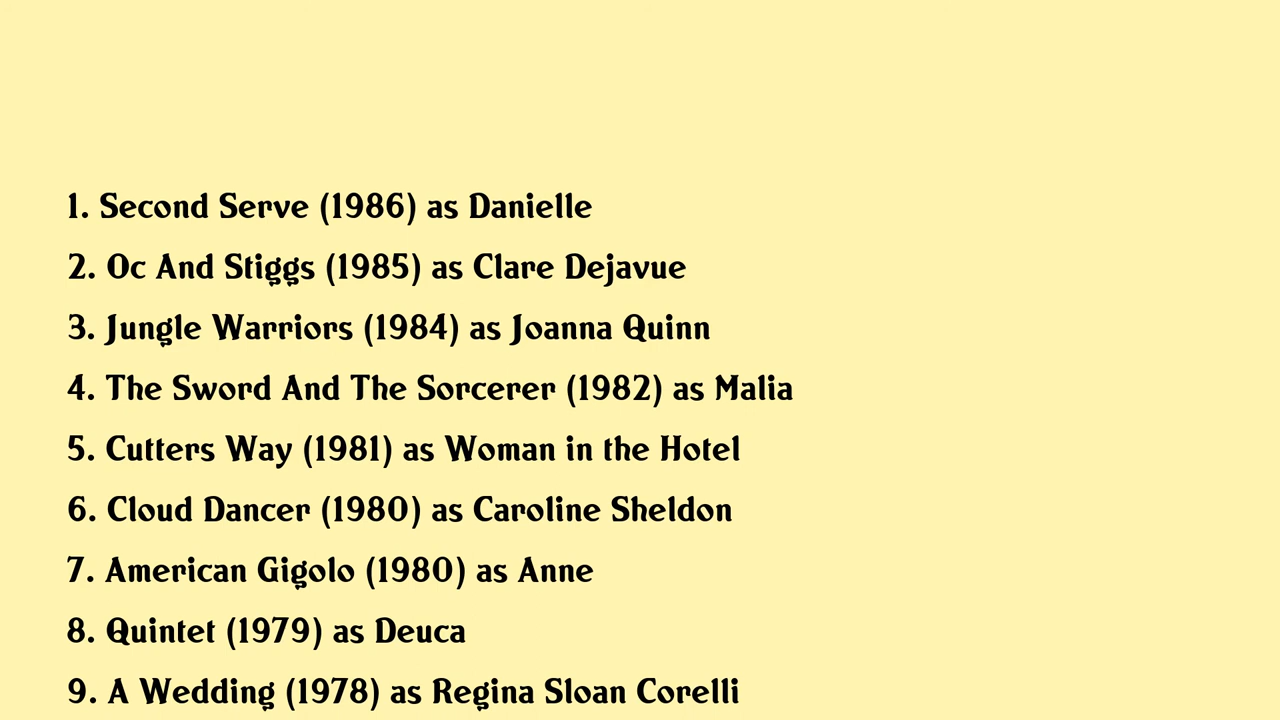 1. Second Serve (1986) as Danielle
2. Oc And Stiggs (1985) as Clare Dejavue
3. Jungle Warriors (1984) as Joanna Quinn
4. The Sword And The Sorcerer (1982) as Malia
5. Cutters Way (1981) as Woman in the Hotel
6. Cloud Dancer (1980) as Caroline Sheldon
7. American Gigolo (1980) as Anne
8. Quintet (1979) as Deuca
9. A Wedding (1978) as Regina Sloan Corelli